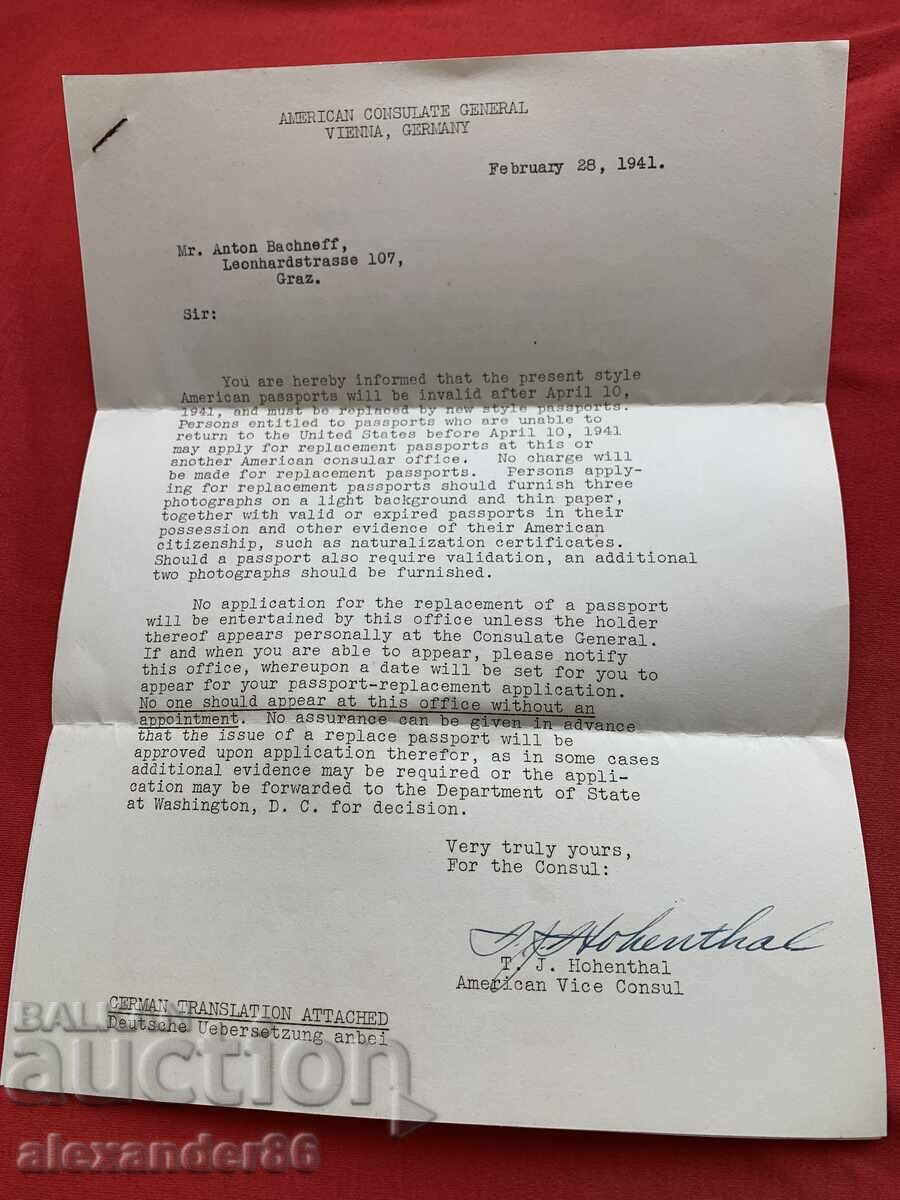 AMERICAN CONSULATE GENERAL
VIENNA, GERMANY
February 28, 1941.
Mr. Anton Bachneff,
Leonhardstrasse 107,
Graz.
Sir:
You are hereby informed that the present style
American passports will be invalid after April 10,
1941, and must be replaced by new style passports.
Persons entitled to passports who are unable to
return to the United States before April 10, 1941
may apply for replacement passports at this or
another American consular office. No charge will
be made for replacement passports. Persons apply-
ing for replacement passports should furnish three
photographs on a light background and thin paper,
together with valid or expired passports in their
possession and other evidence of their American
citizenship, such as naturalization certificates.
Should a passport also require validation, an additional
two photographs should be furnished.
No application for the replacement of a passport
will be entertained by this office unless the holder
thereof appears personally at the Consulate General.
If and when you are able to appear, please notify
this office, whereupon a date will be set for you to
appear for your passport-replacement application.
No one should appear at this office without an
appointment. No assurance can be given in advance
that the issue of a replace passport will be
approved upon application therefor, as in some cases
additional evidence may be required or the appli-
cation may be forwarded to the Department of State
at Washington, D. C. for decision.
Very truly yours,
For the Consul:
T J Hohenthal
T. J. Hohenthal
American Vice Consul
GERMAN TRANSLATION ATTACHED
Deutsche Uebersetzung anbei
BALKAN
auction
alexander86